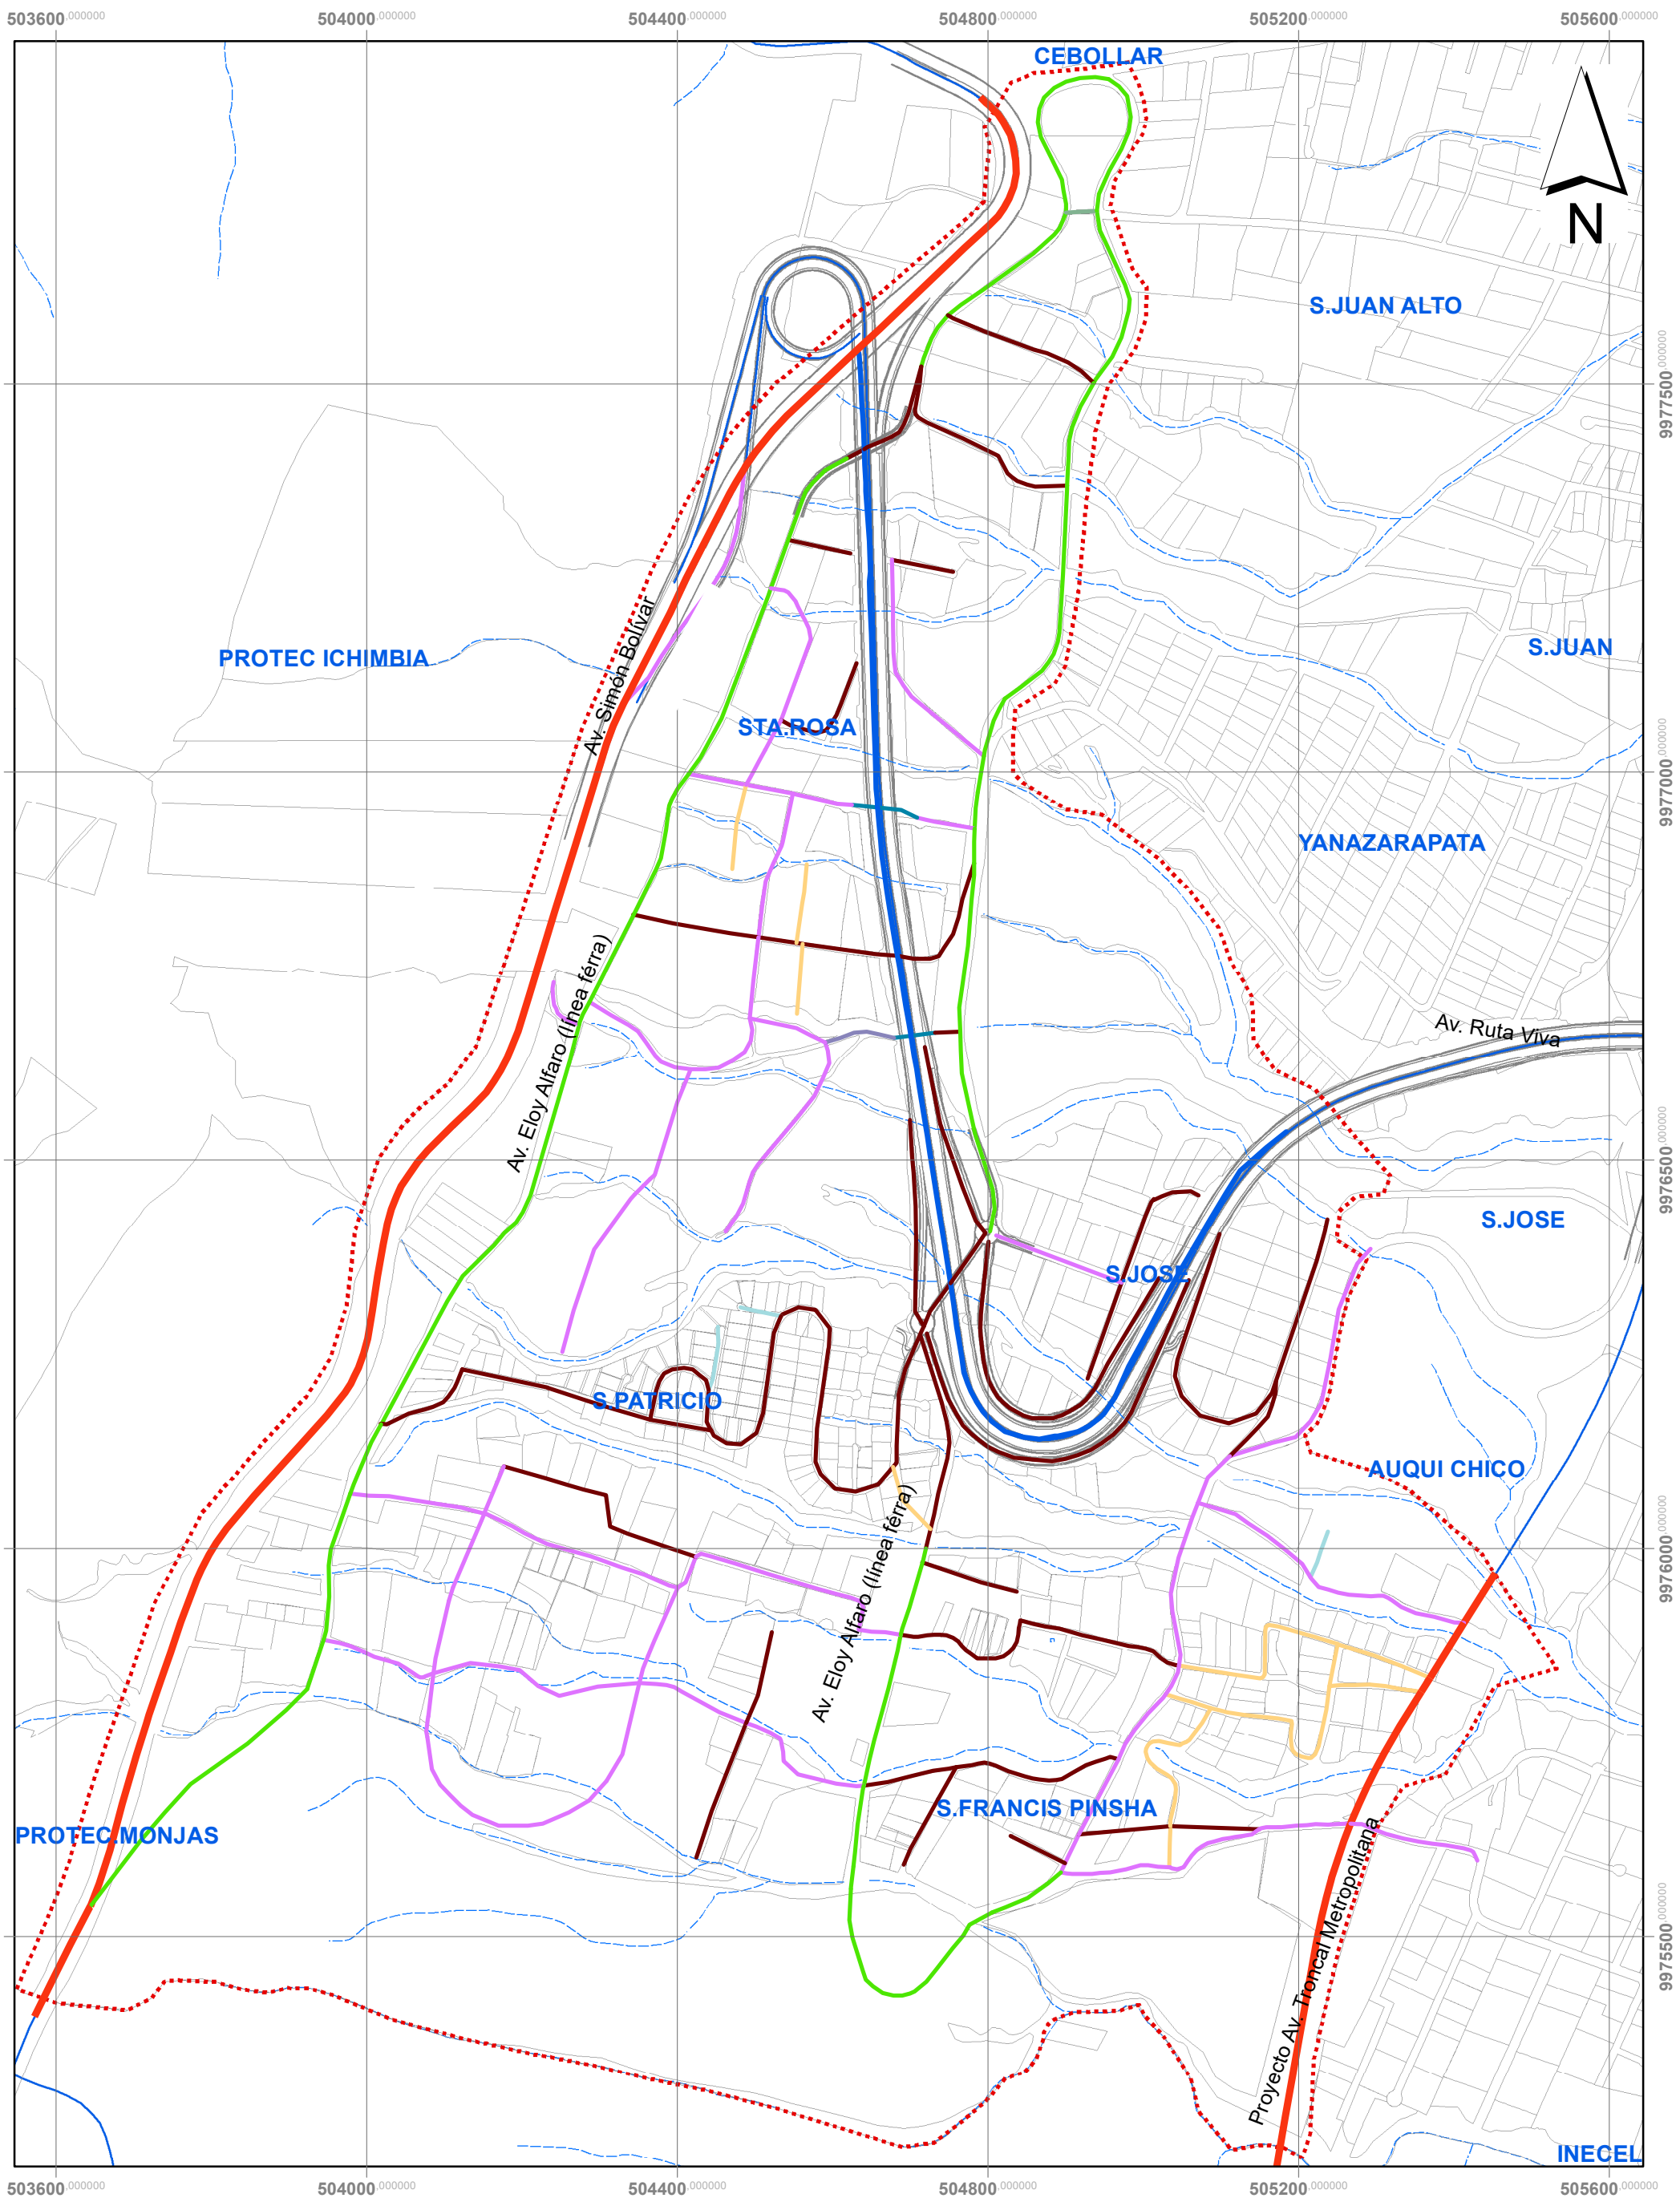 503600.000000 504000.000000 504400.000000 504800.000000 505200.000000 505600.000000
CEBOLLAR
N
S.JUAN ALTO
9977500.000000
Av. Simón Bolívar
S.JUAN
PROTEC ICHIMBIA
STA.ROSA
9977000.000000
YANAZARAPATA
Av. Eloy Alfaro (línea férra)
Av. Ruta Viva
9976500.000000
S.JOSE
S.JOSE
S.PATRICIO
AUQUI CHICO
Av. Eloy Alfaro (línea férra)
9976000.000000
S.FRANCIS PINSHA
PROTEC.MONJAS
Proyecto Av. Troncal Metropolitana
9975500.000000
INECEL
503600.000000 504000.000000 504400.000000 504800.000000 505200.000000 505600.000000